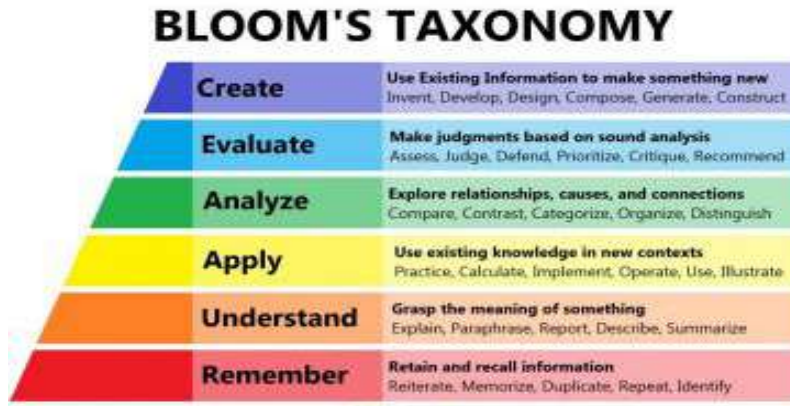 BLOOM'S TAXONOMY
Create
Use Existing Information to make something new
Invent, Develop, Design, Compose, Generate, Construct
Evaluate
Make judgments based on sound analysis
Assess, Judge, Defend, Prioritize, Critique, Recommend
Analyze
Explore relationships, causes, and connections
Compare, Contrast, Categorize, Organize, Distinguish
Apply
Use existing knowledge in new contexts
Practice, Calculate, Implement, Operate, Use, Illustrate
Understand
Grasp the meaning of something
Explain, Paraphrase, Report, Describe, Summarize
Remember
Retain and recall information
Reiterate, Memorize, Duplicate, Repeat, Identify